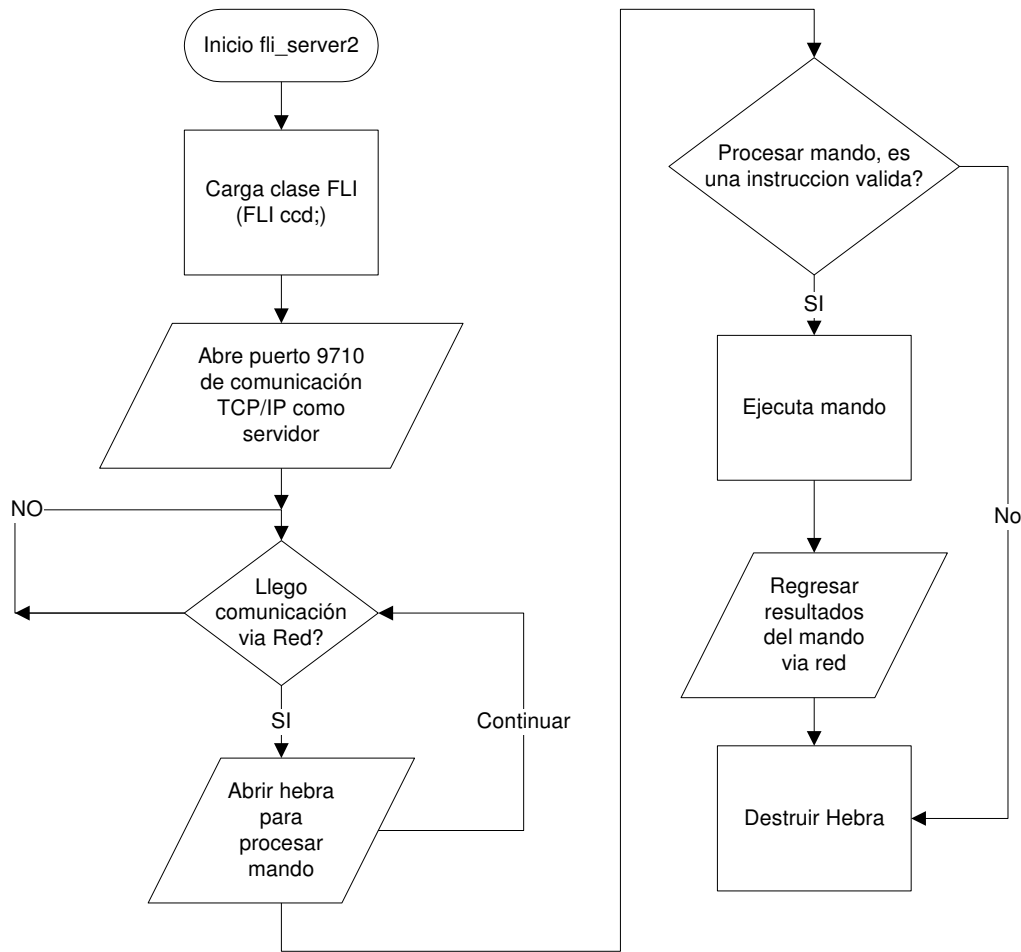 Inicio fli_server2
Carga clase FLI
(FLI ccd;)
Abre puerto 9710
de comunicación
TCP/IP como
servidor
NO
Llego
comunicación
via Red?
SI
Continuar
Abrir hebra
para
procesar
mando
Procesar mando, es
una instruccion valida?
SI
No
Ejecuta mando
Regresar
resultados
del mando
via red
Destruir Hebra